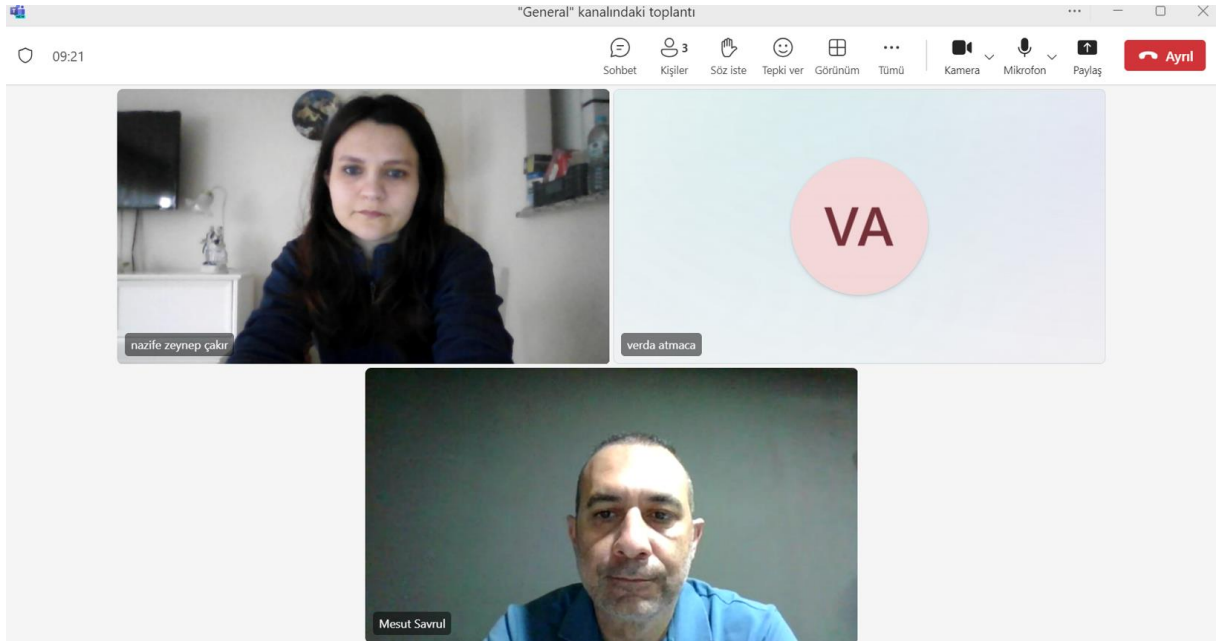 "General" kanalındaki toplantı
09:21
3
Sohbet Kişiler Söz iste Tepki ver Görünüm Tümü Kamera Mikrofon Paylaş Ayrıl
VA
nazife zeynep çakır
verda atmaca
Mesut Savrul